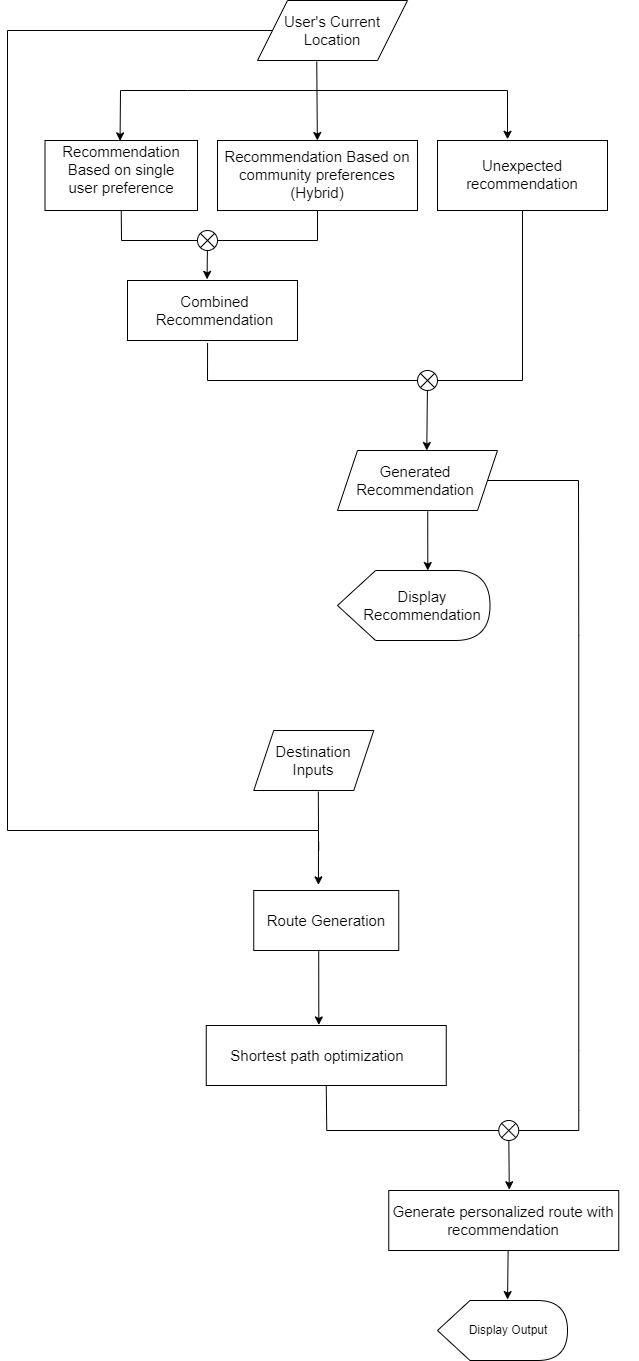 User's Current
Location
Recommendation
Based on single
user preference
Recommendation Based on
community preferences
(Hybrid)
Unexpected
recommendation
Combined
Recommendation
Generated
Recommendation
Display
Recommendation
Destination
Inputs
Route Generation
Shortest path optimization
Generate personalized route with
recommendation
Display Output